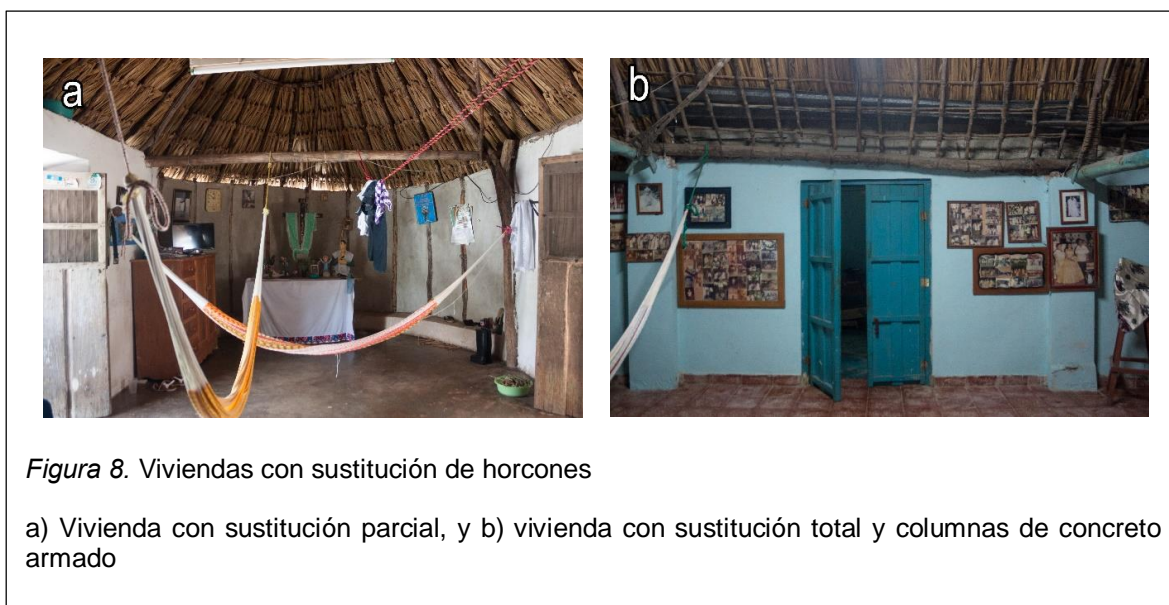 a
b
Figura 8. Viviendas con sustitución de horcones
a) Vivienda con sustitución parcial, y b) vivienda con sustitución total y columnas de concreto
armado